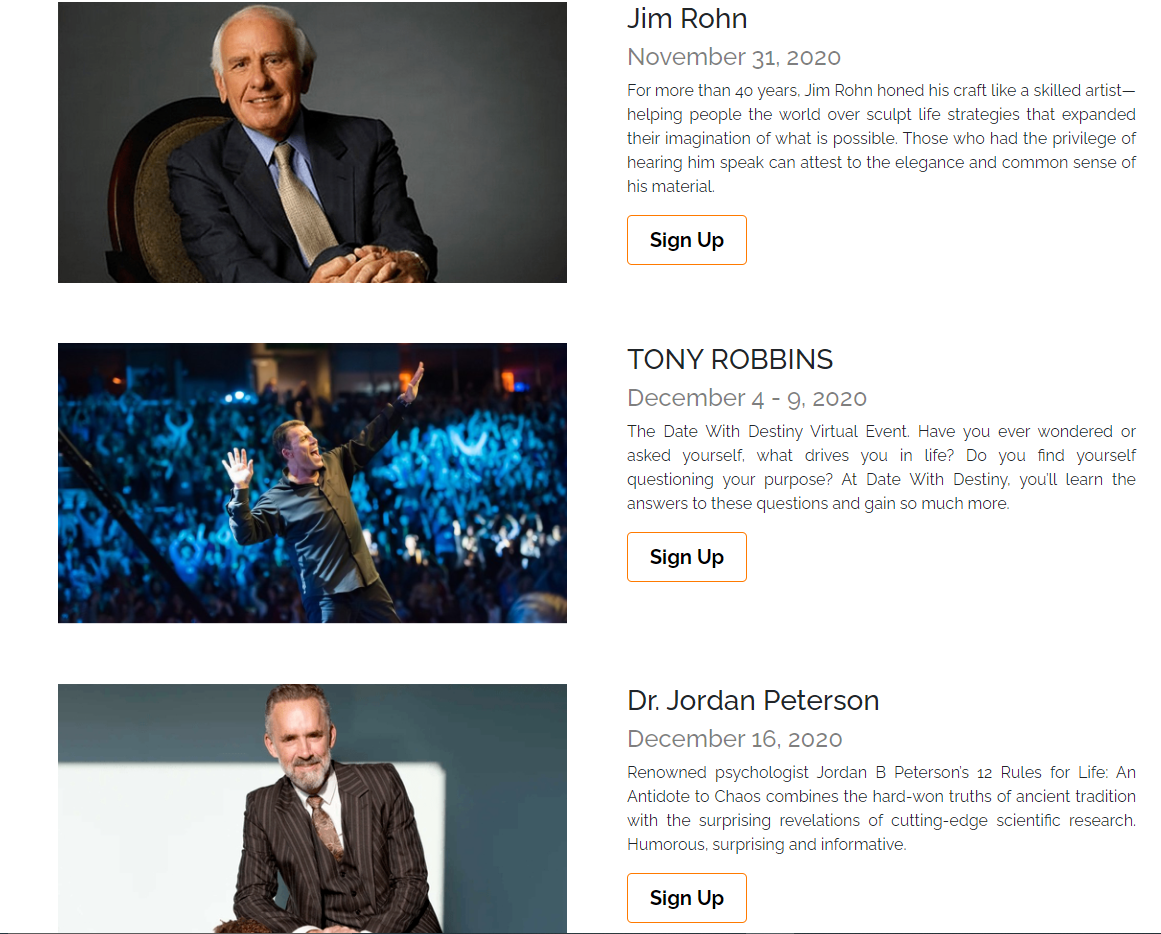 Jim Rohn
November 31, 2020
For more than 40 years, Jim Rohn honed his craft like a skilled artist—
helping people the world over sculpt life strategies that expanded
their imagination of what is possible. Those who had the privilege of
hearing him speak can attest to the elegance and common sense of
his material.
Sign Up
TONY ROBBINS
December 4 - 9, 2020
The Date With Destiny Virtual Event. Have you ever wondered or
asked yourself, what drives you in life? Do you find yourself
questioning your purpose? At Date With Destiny, you'll learn the
answers to these questions and gain so much more.
Sign Up
Dr. Jordan Peterson
December 16, 2020
Renowned psychologist Jordan B Peterson's 12 Rules for Life: An
Antidote to Chaos combines the hard-won truths of ancient tradition
with the surprising revelations of cutting-edge scientific research.
Humorous, surprising and informative.
Sign Up